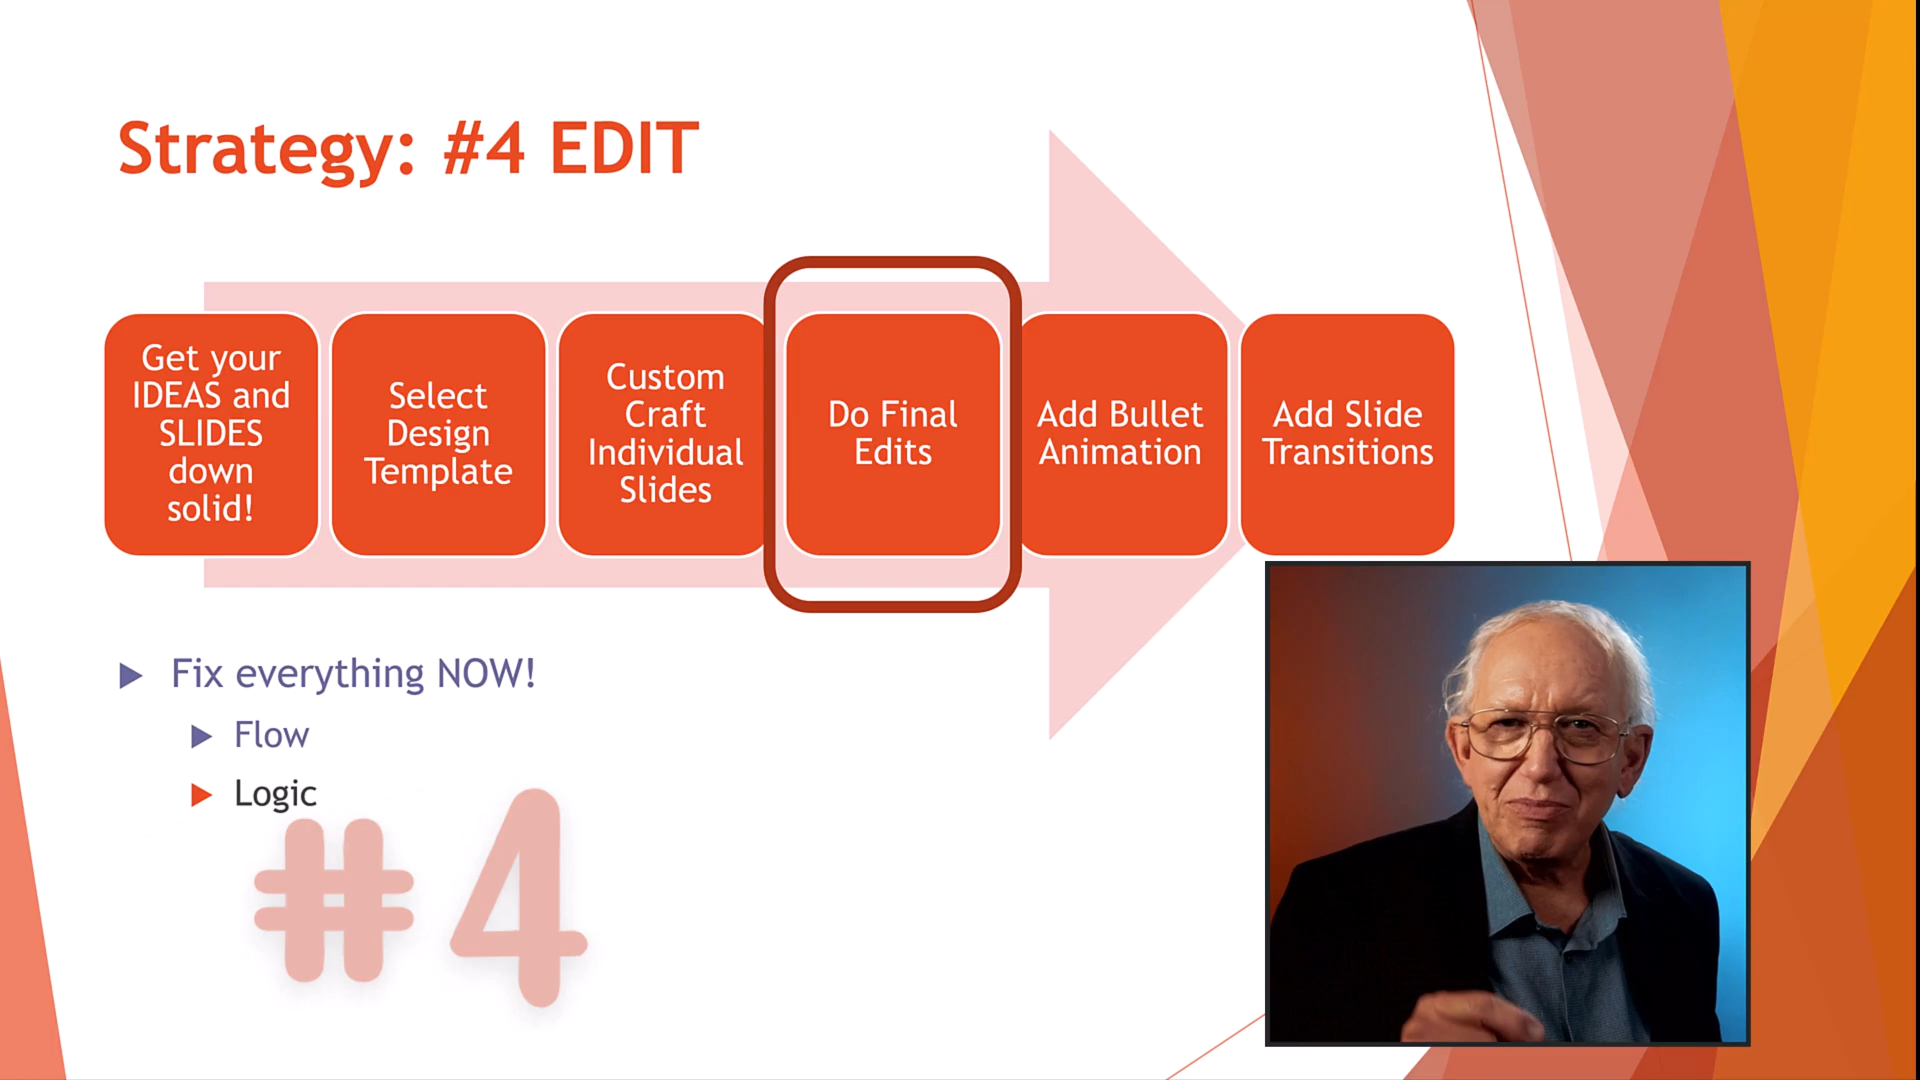 Strategy: #4 EDIT
Get your
IDEAS and
SLIDES
down
solid!
Select
Design
Template
Custom
Craft
Individual
Slides
Do Final
Edits
Add Bullet
Animation
Add Slide
Transitions
Fix everything NOW!
Flow
Logic
#4